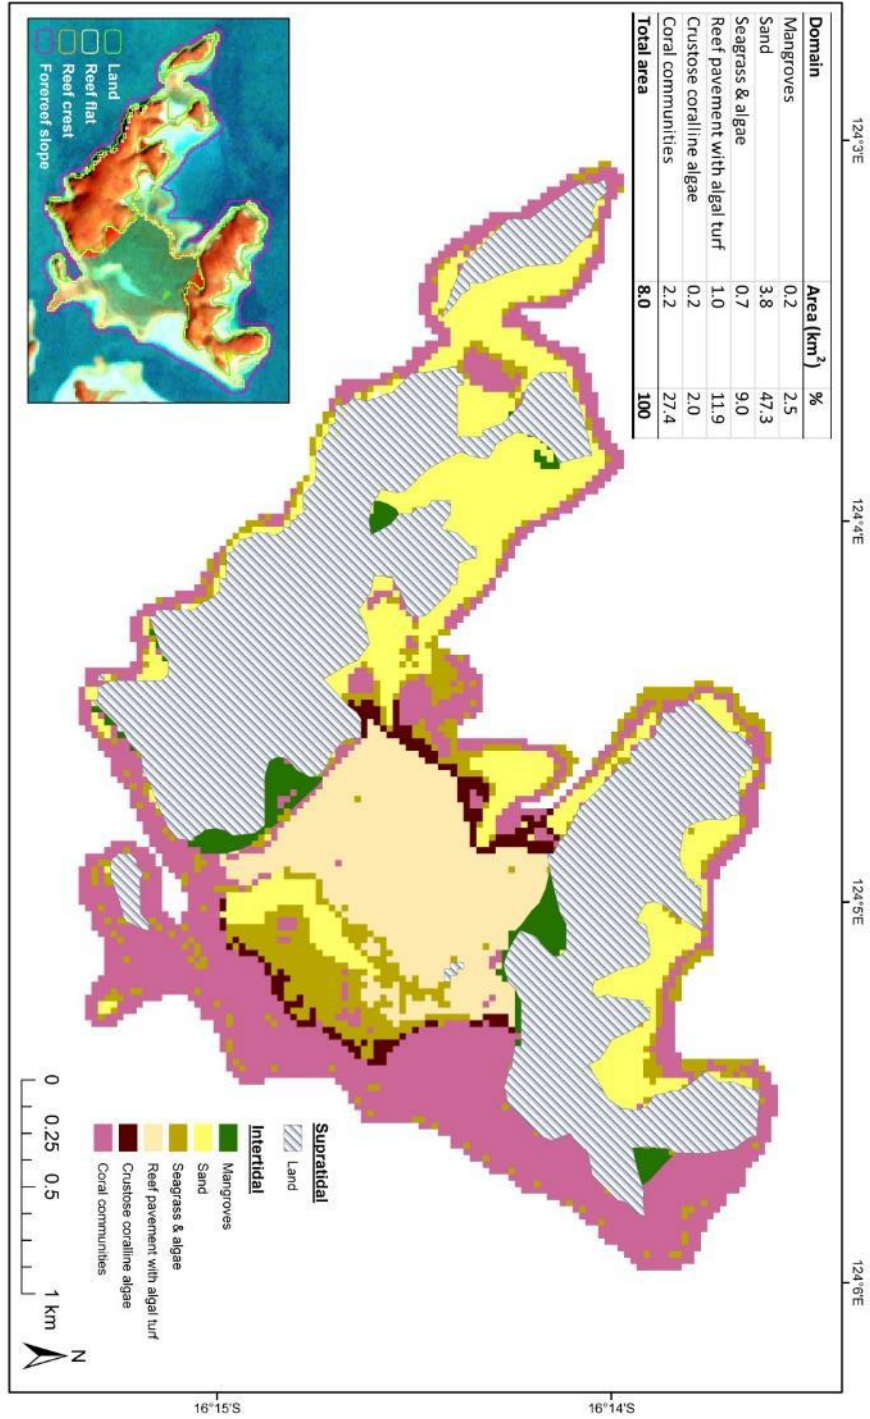 124°3'E
124°4'E
124°5'E
124°6'E
Domain Area (km²) %
Mangroves 0.2 2.5
Sand 3.8 47.3
Seagrass & algae 0.7 9.0
Reef pavement with algal turf 1.0 11.9
Crustose coralline algae 0.2 2.0
Coral communities 2.2 27.4
Total area 8.0 100
16°14'S
16°15'S
Land
Reef flat
Reef crest
Forereef slope
Supratidal
Land
Intertidal
Mangroves
Sand
Seagrass & algae
Reef pavement with algal turf
Crustose coralline algae
Coral communities
0 0.25 0.5 1 km
N